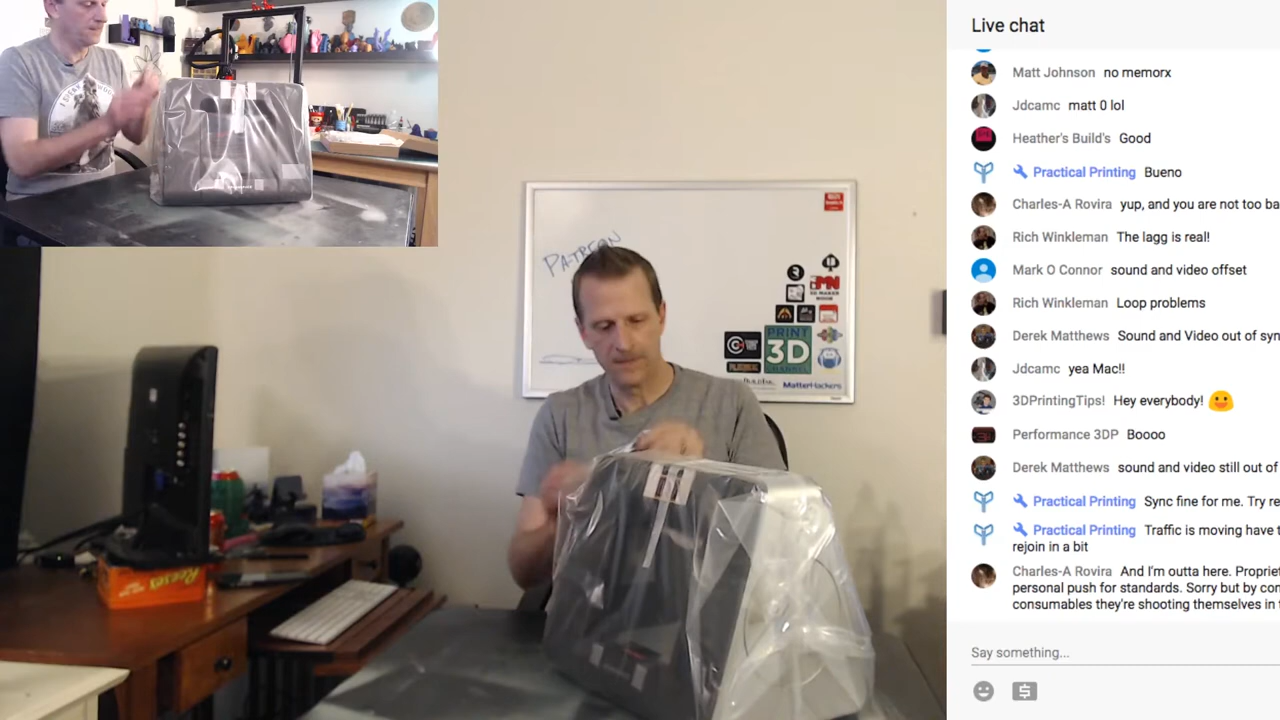 Live chat
Matt Johnson no memorx
Jdcamc matt 0 lol
Heather's Build's Good
Practical Printing Bueno
Charles-A Rovira yup, and you are not too ba
Rich Winkleman The lagg is real!
Mark O Connor sound and video offset
Rich Winkleman Loop problems
Derek Matthews Sound and Video out of syn
Jdcamc yea Mac!!
3DPrintingTips! Hey everybody!
Performance 3DP Boooo
Derek Matthews sound and video still out of
Practical Printing Sync fine for me. Try re
Practical Printing Traffic is moving have t
rejoin in a bit
Charles-A Rovira And I'm outta here. Propriet
personal push for standards. Sorry but by con
consumables they're shooting themselves in t
Say something...
PATREON
PRINT
3D
CHANNEL
MatterHackers
Reese's